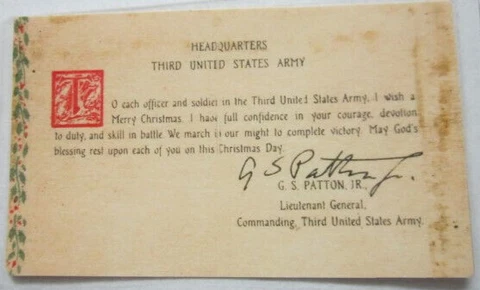 HEADQUARTERS
THIRD UNITED STATES ARMY
TO each officer and soldier in the Third United States Army, I wish a
Merry Christmas. I have full confidence in your courage, devotion
to duty, and skill in battle. We march in our might to complete victory. May God's
blessing rest upon each of you on this Christmas Day.
G S Patton Jr.
G. S. PATTON, JR.,
Lieutenant General,
Commanding, Third United States Army.